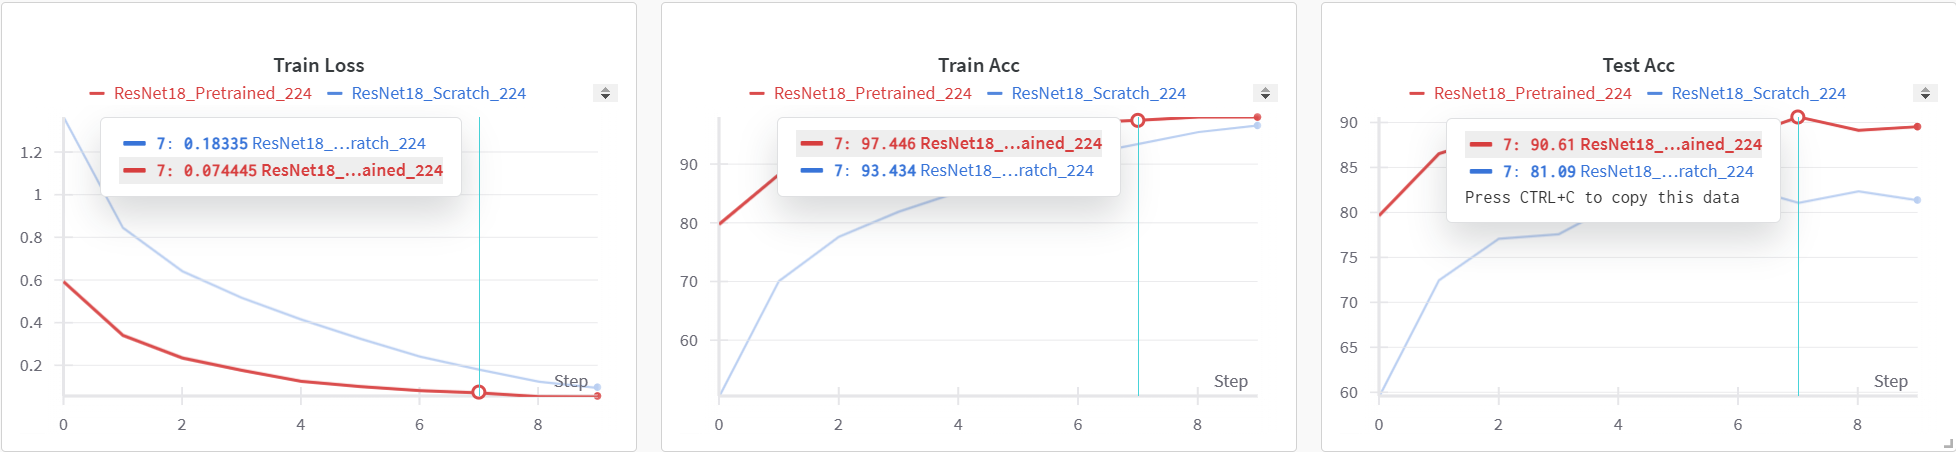 Train Loss
ResNet18_Pretrained_224 ResNet18_Scratch_224
7: 0.18335 ResNet18_...ratch_224
7: 0.074445 ResNet18_...ained_224
1.2
1
0.8
0.6
0.4
0.2
Step
0 2 4 6 8
Train Acc
ResNet18_Pretrained_224 ResNet18_Scratch_224
7: 97.446 ResNet18_...ained_224
7: 93.434 ResNet18_...ratch_224
90
80
70
60
Step
0 2 4 6 8
Test Acc
ResNet18_Pretrained_224 ResNet18_Scratch_224
7: 90.61 ResNet18_...ained_224
7: 81.09 ResNet18_...ratch_224
Press CTRL+C to copy this data
90
85
80
75
70
65
60
Step
0 2 4 6 8